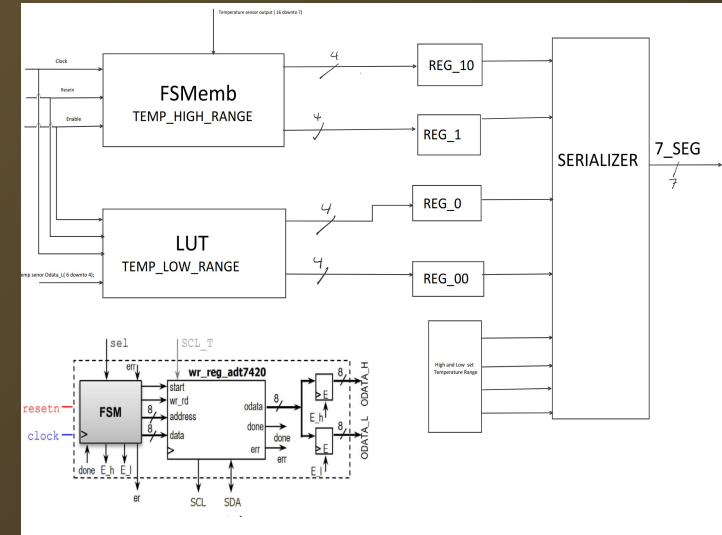 Temperature sensor output ( 16 downto 7)
Clock
Resetn
Enable
FSMemb
TEMP_HIGH_RANGE
4
4
REG_10
REG_1
SERIALIZER
7_SEG
7
LUT
TEMP_LOW_RANGE
4
4
REG_0
REG_00
emp senor Odata_L( 6 downto 4);
High and Low set
Temperature Range
sel
SCL_T
err
wr_reg_adt7420
resetn
clock
FSM
8
8
start
wr_rd
address
data
odata
done
err
8
done
err
E_h
E_l
E
E
8
8
ODATA_H
ODATA_L
done E_h E_l
er
SCL
SDA